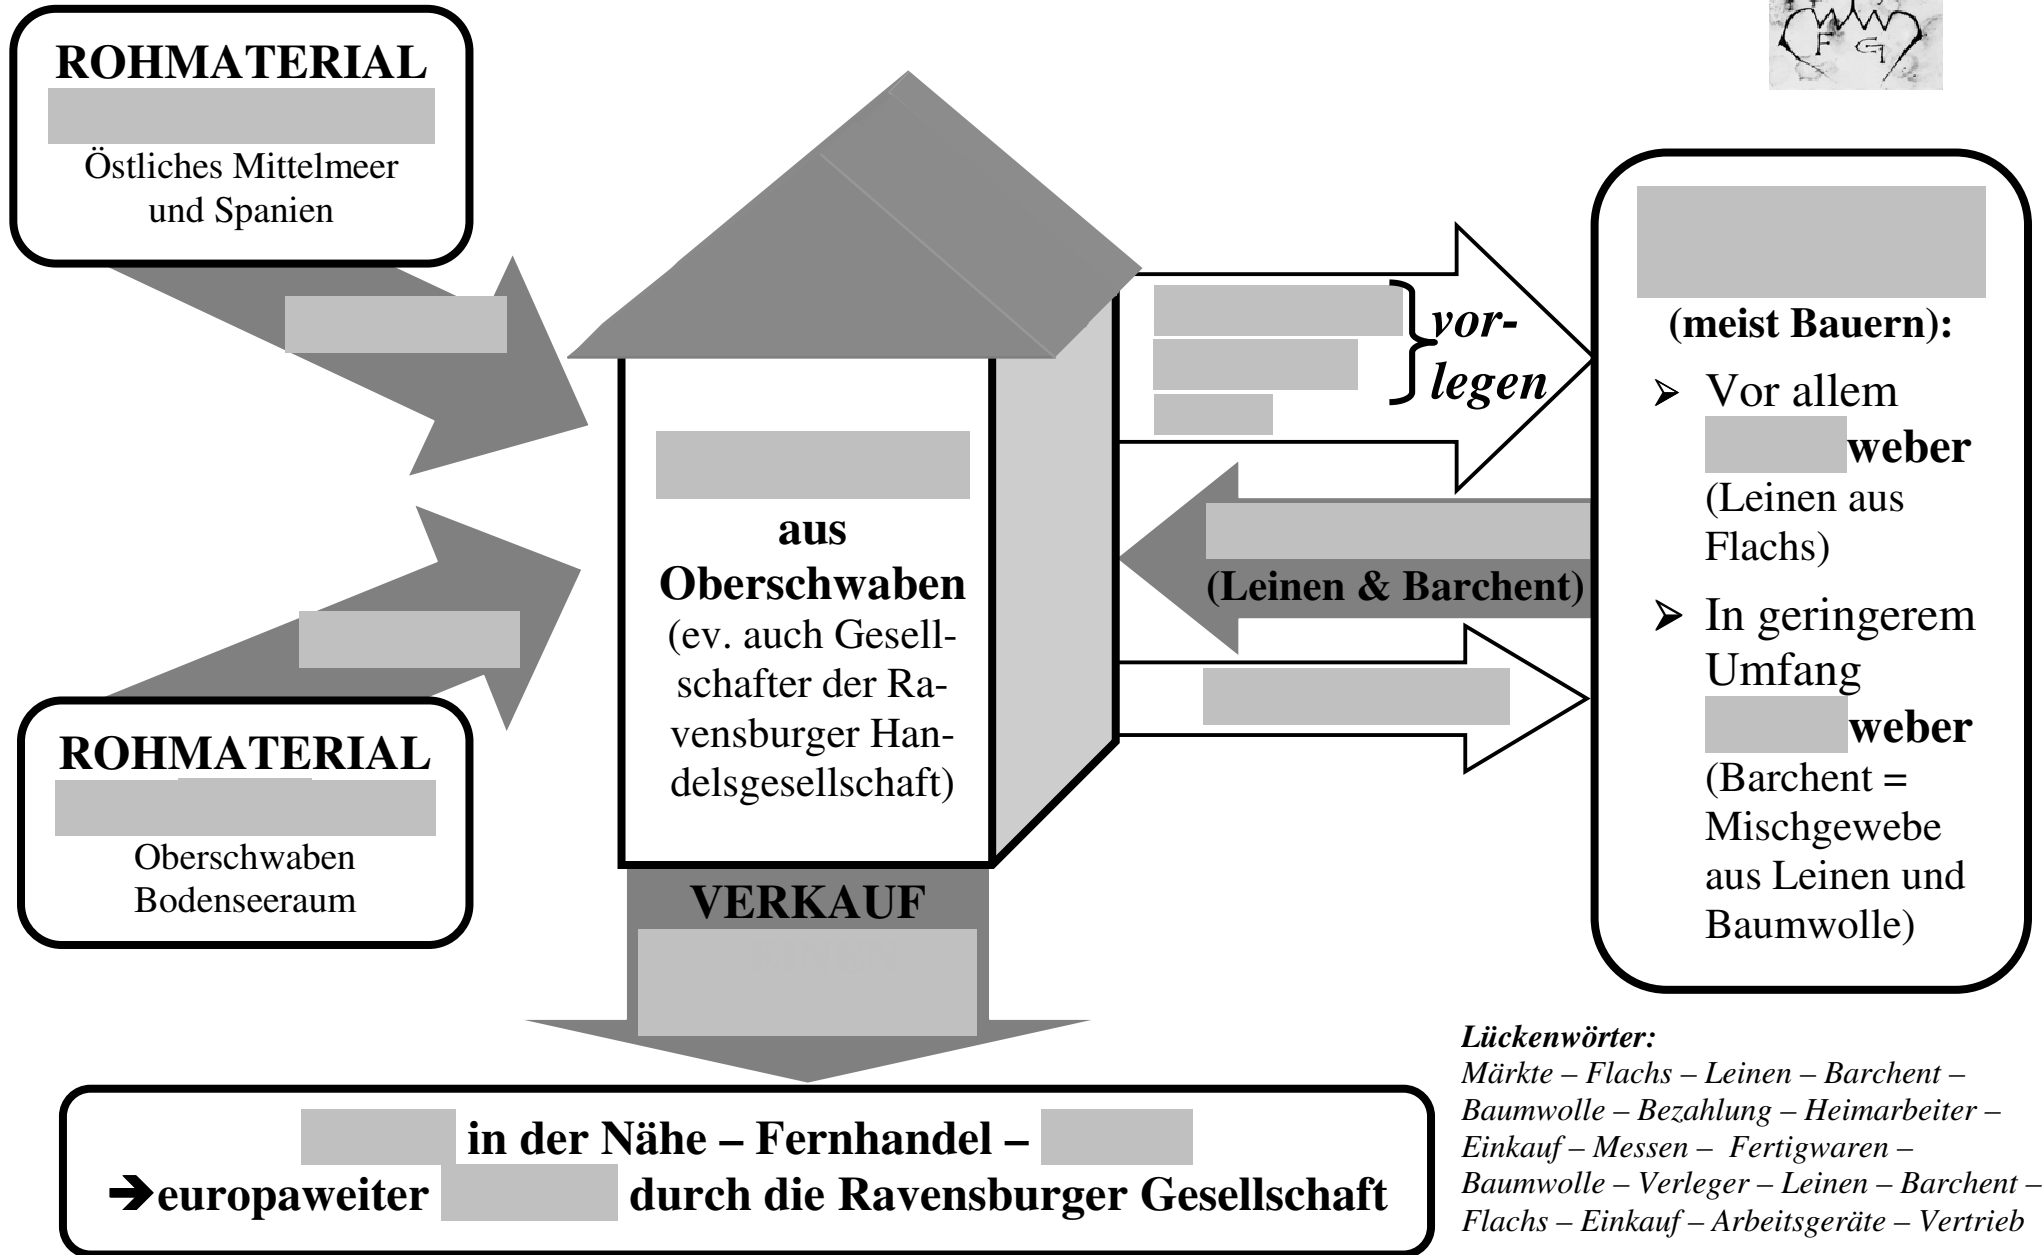 F G
ROHMATERIAL
Östliches Mittelmeer
und Spanien
ROHMATERIAL
Oberschwaben
Bodenseeraum
aus
Oberschwaben
(ev. auch Gesell-
schafter der Ra-
vensburger Han-
delsgesellschaft)
vor-
legen
(Leinen & Barchent)
(meist Bauern):
➢ Vor allem
weber
(Leinen aus
Flachs)
➢ In geringerem
Umfang
weber
(Barchent =
Mischgewebe
aus Leinen und
Baumwolle)
VERKAUF
in der Nähe – Fernhandel –
➔europaweiter durch die Ravensburger Gesellschaft
Lückenwörter:
Märkte – Flachs – Leinen – Barchent –
Baumwolle – Bezahlung – Heimarbeiter –
Einkauf – Messen – Fertigwaren –
Baumwolle – Verleger – Leinen – Barchent –
Flachs – Einkauf – Arbeitsgeräte – Vertrieb